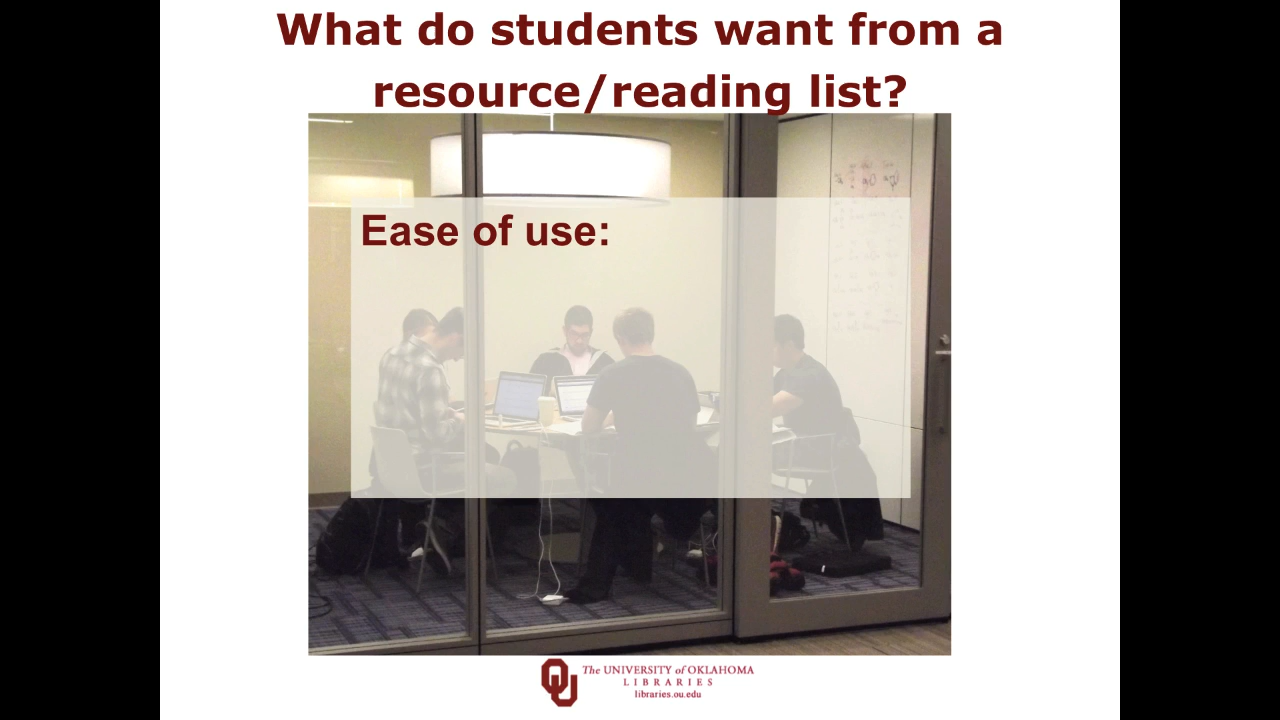 What do students want from a
resource/reading list?
Ease of use:
OU
The UNIVERSITY of OKLAHOMA
LIBRARIES
libraries.ou.edu